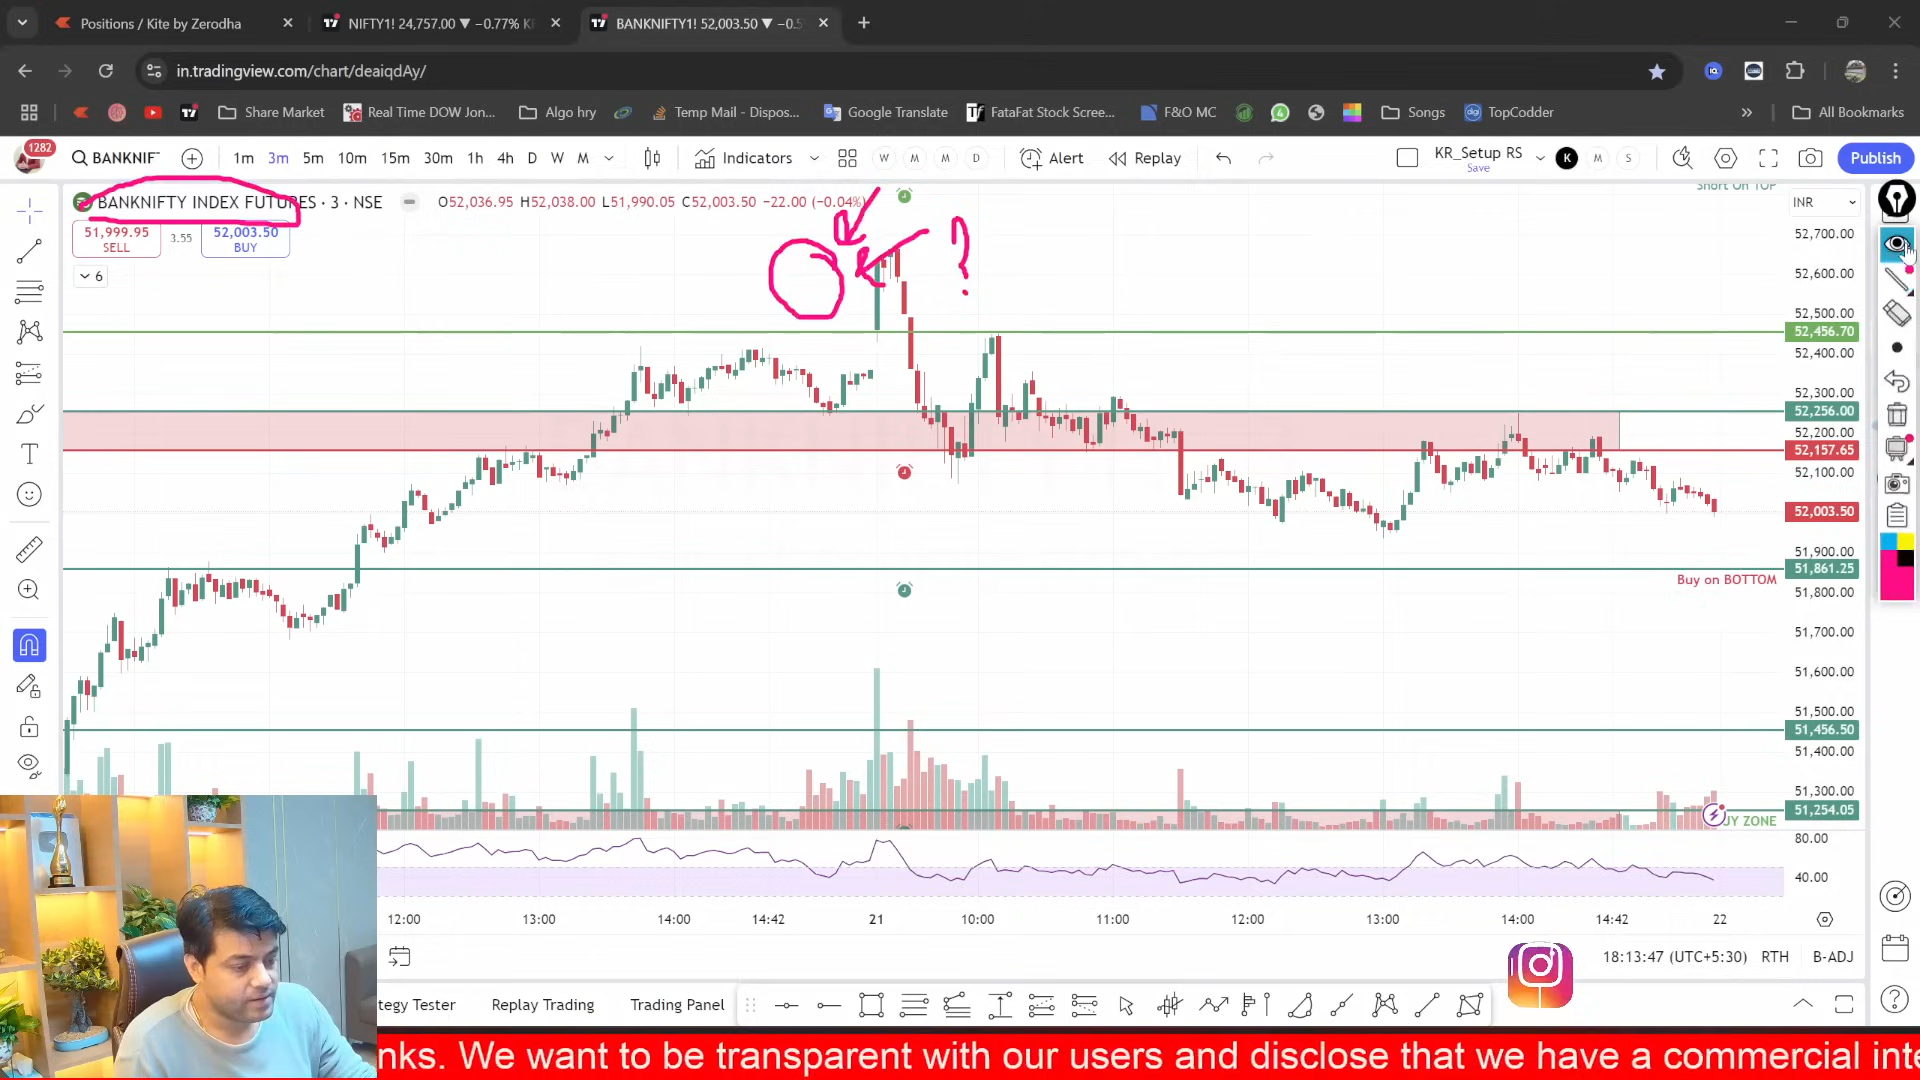 Positions / Kite by Zerodha
NIFTY1! 24,757.00 ▼ −0.77% K
BANKNIFTY1! 52,003.50 ▼ −0.5
in.tradingview.com/chart/deaiqdAy/
Share Market
Real Time DOW Jon...
Algo hry
Temp Mail - Dispos...
Google Translate
FataFat Stock Scree...
F&O MC
Songs
TopCoder
All Bookmarks
1282
BANKNIF
1m 3m 5m 10m 15m 30m 1h 4h D W M
Indicators
W M M D
Alert
Replay
KR_Setup RS
Save
K M S
Publish
BANKNIFTY INDEX FUTURES · 3 · NSE
O52,036.95 H52,038.00 L51,990.05 C52,003.50 −22.00 (−0.04%)
51,999.95
SELL
3.55
52,003.50
BUY
6
?
Short On TOP
INR
52,700.00
52,600.00
52,500.00
52,456.70
52,400.00
52,300.00
52,256.00
52,200.00
52,157.65
52,100.00
52,003.50
51,900.00
51,861.25
Buy on BOTTOM
51,800.00
51,700.00
51,600.00
51,500.00
51,456.50
51,400.00
51,300.00
51,254.05
UY ZONE
80.00
40.00
12:00 13:00 14:00 14:42 21 10:00 11:00 12:00 13:00 14:00 14:42 22
18:13:47 (UTC+5:30) RTH B-ADJ
tegy Tester
Replay Trading
Trading Panel
nks. We want to be transparent with our users and disclose that we have a commercial inte